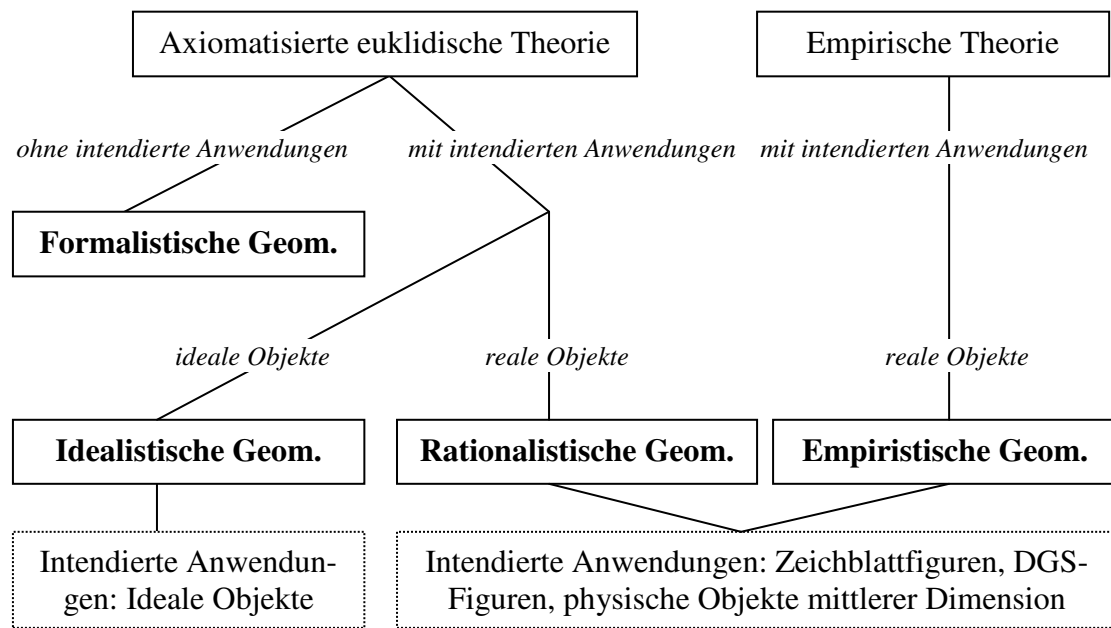 Axiomatisierte euklidische Theorie
Empirische Theorie
ohne intendierte Anwendungen
mit intendierten Anwendungen
mit intendierten Anwendungen
Formalistische Geom.
ideale Objekte
reale Objekte
reale Objekte
Idealistische Geom.
Rationalistische Geom.
Empiristische Geom.
Intendierte Anwendun-
gen: Ideale Objekte
Intendierte Anwendungen: Zeichblattfiguren, DGS-
Figuren, physische Objekte mittlerer Dimension